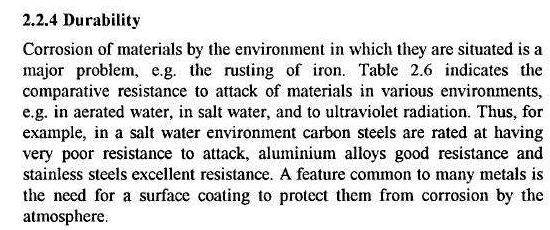 2.2.4 Durability
Corrosion of materials by the environment in which they are situated is a
major problem, e.g. the rusting of iron. Table 2.6 indicates the
comparative resistance to attack of materials in various environments,
e.g. in aerated water, in salt water, and to ultraviolet radiation. Thus, for
example, in a salt water environment carbon steels are rated at having
very poor resistance to attack, aluminium alloys good resistance and
stainless steels excellent resistance. A feature common to many metals is
the need for a surface coating to protect them from corrosion by the
atmosphere.